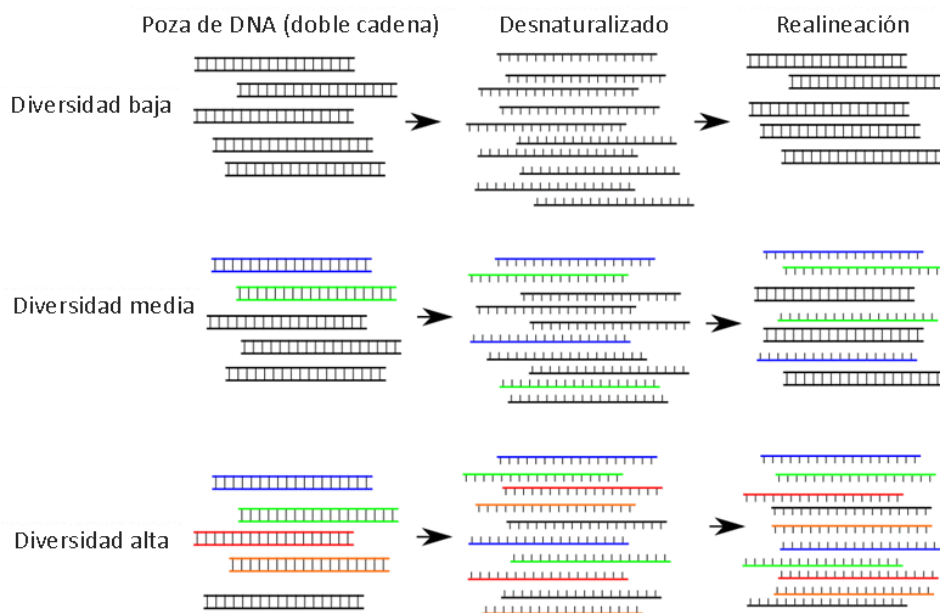 Poza de DNA (doble cadena)
Desnaturalizado
Realineación
Diversidad baja
Diversidad media
Diversidad alta